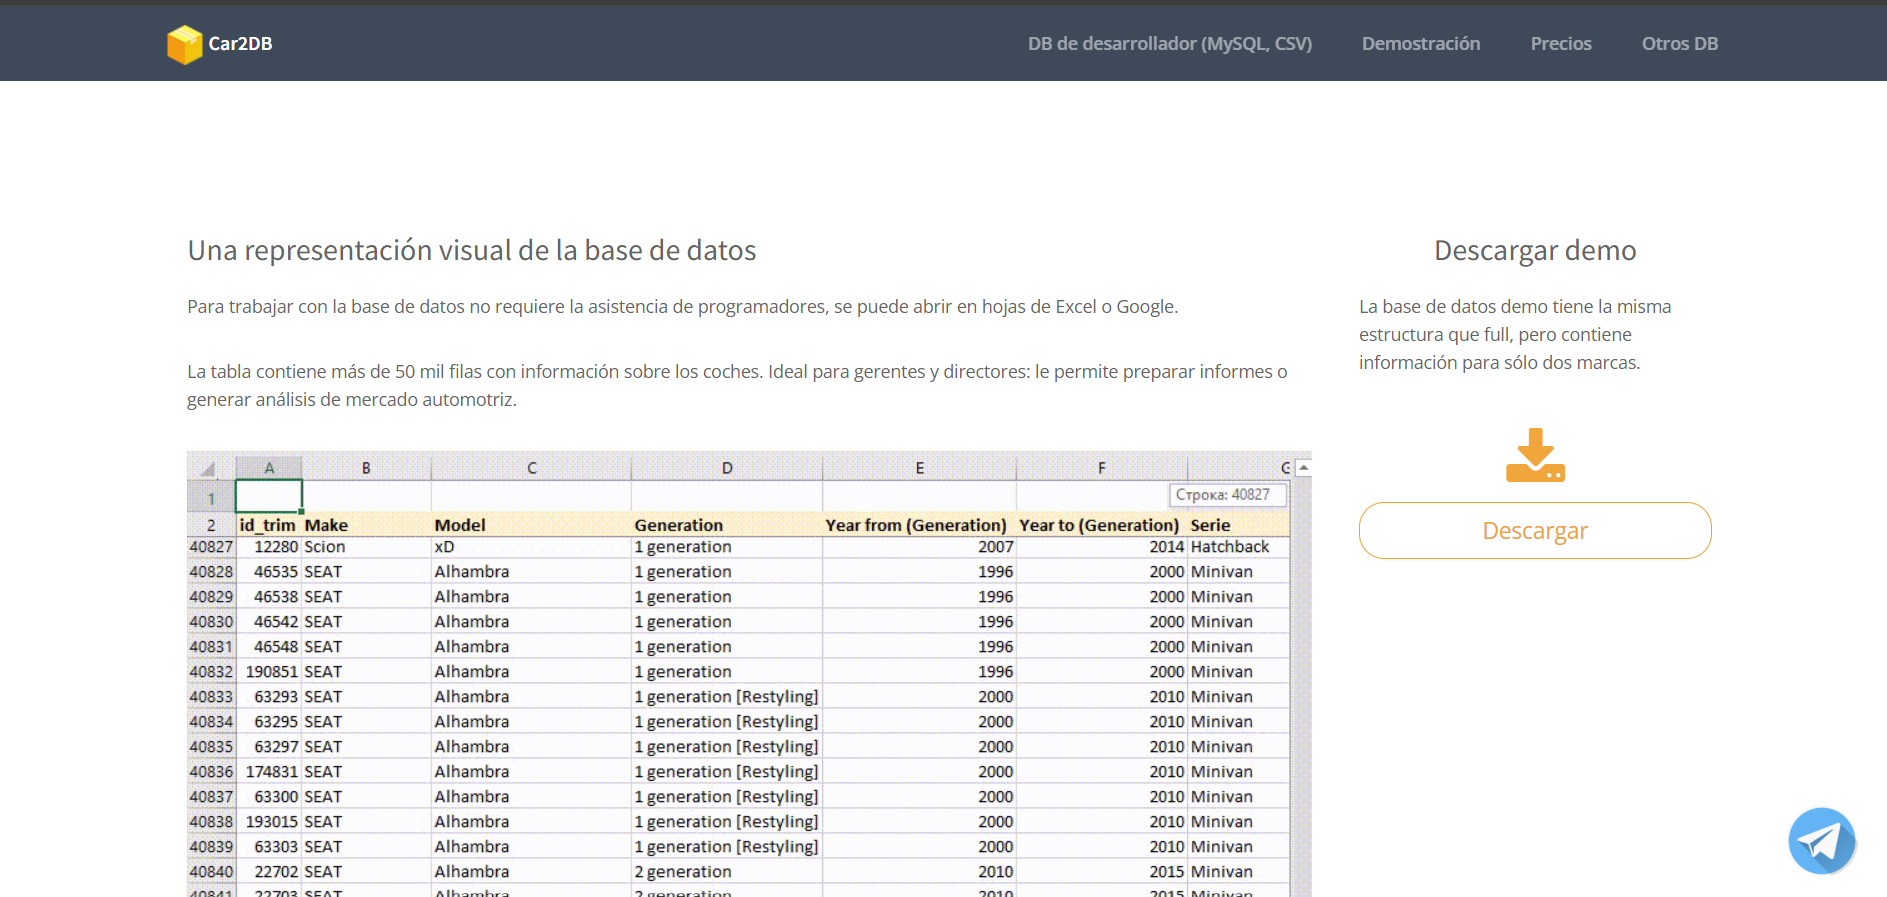 Car2DB
DB de desarrollador (MySQL, CSV) Demostración Precios Otros DB
Una representación visual de la base de datos
Para trabajar con la base de datos no requiere la asistencia de programadores, se puede abrir en hojas de Excel o Google.
La tabla contiene más de 50 mil filas con información sobre los coches. Ideal para gerentes y directores: le permite preparar informes o
generar análisis de mercado automotriz.
Descargar demo
La base de datos demo tiene la misma
estructura que full, pero contiene
información para sólo dos marcas.
Descargar
A B C D E F G
1 Строка: 40827
2 id_trim Make Model Generation Year from (Generation) Year to (Generation) Serie
40827 12280 Scion xD 1 generation 2007 2014 Hatchback
40828 46535 SEAT Alhambra 1 generation 1996 2000 Minivan
40829 46538 SEAT Alhambra 1 generation 1996 2000 Minivan
40830 46542 SEAT Alhambra 1 generation 1996 2000 Minivan
40831 46548 SEAT Alhambra 1 generation 1996 2000 Minivan
40832 190851 SEAT Alhambra 1 generation 1996 2000 Minivan
40833 63293 SEAT Alhambra 1 generation [Restyling] 2000 2010 Minivan
40834 63295 SEAT Alhambra 1 generation [Restyling] 2000 2010 Minivan
40835 63297 SEAT Alhambra 1 generation [Restyling] 2000 2010 Minivan
40836 174831 SEAT Alhambra 1 generation [Restyling] 2000 2010 Minivan
40837 63300 SEAT Alhambra 1 generation [Restyling] 2000 2010 Minivan
40838 193015 SEAT Alhambra 1 generation [Restyling] 2000 2010 Minivan
40839 63303 SEAT Alhambra 1 generation [Restyling] 2000 2010 Minivan
40840 22702 SEAT Alhambra 2 generation 2010 2015 Minivan
40841 22703 SEAT Alhambra 2 generation 2010 2015 Minivan